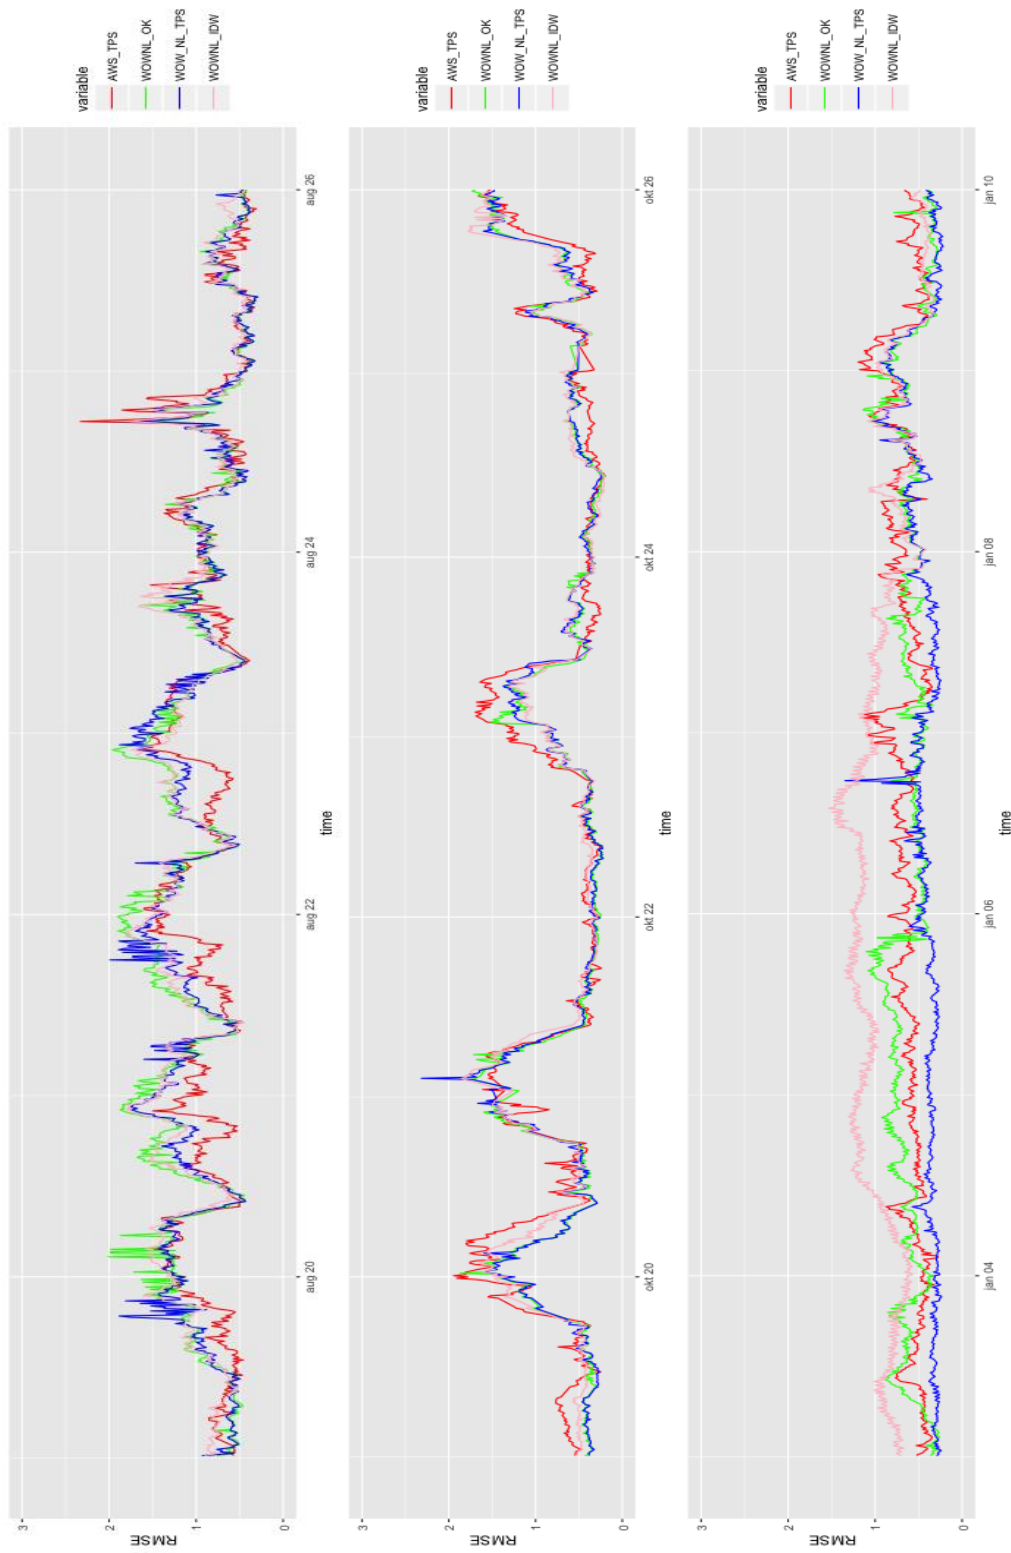 RMSE
3
2
1
0
aug 20
aug 22
aug 24
aug 26
time
variable
AWS_TPS
WOWNL_OK
WOW_NL_TPS
WOWNL_IDW
RMSE
3
2
1
0
okt 20
okt 22
okt 24
okt 26
time
variable
AWS_TPS
WOWNL_OK
WOW_NL_TPS
WOWNL_IDW
RMSE
3
2
1
0
jan 04
jan 06
jan 08
jan 10
time
variable
AWS_TPS
WOWNL_OK
WOW_NL_TPS
WOWNL_IDW